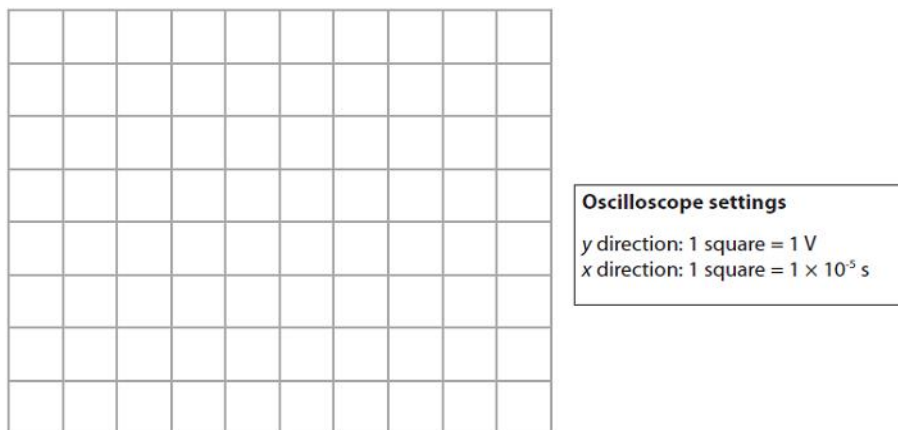 Oscilloscope settings
y direction: 1 square = 1 V
x direction: 1 square = 1 × 10⁻⁵ s